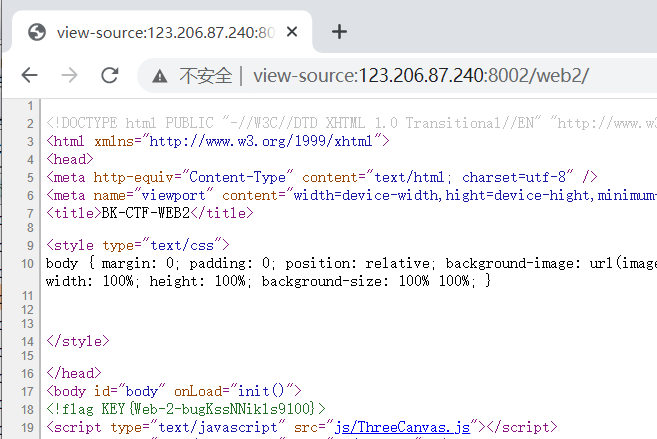 view-source:123.206.87.240:80
不安全 | view-source:123.206.87.240:8002/web2/
1
2 <!DOCTYPE html PUBLIC "-//W3C//DTD XHTML 1.0 Transitional//EN" "http://www.w3
3 <html xmlns="http://www.w3.org/1999/xhtml">
4 <head>
5 <meta http-equiv="Content-Type" content="text/html; charset=utf-8" />
6 <meta name="viewport" content="width=device-width,hight=device-hight,minimum-
7 <title>BK-CTF-WEB2</title>
8
9 <style type="text/css">
10 body { margin: 0; padding: 0; position: relative; background-image: url(imag
width: 100%; height: 100%; background-size: 100% 100%; }
11
12
13
14 </style>
15
16 </head>
17 <body id="body" onLoad="init()">
18 <!flag KEY{Web-2-bugKssNNikls9100}>
19 <script type="text/javascript" src="js/ThreeCanvas.js"></script>